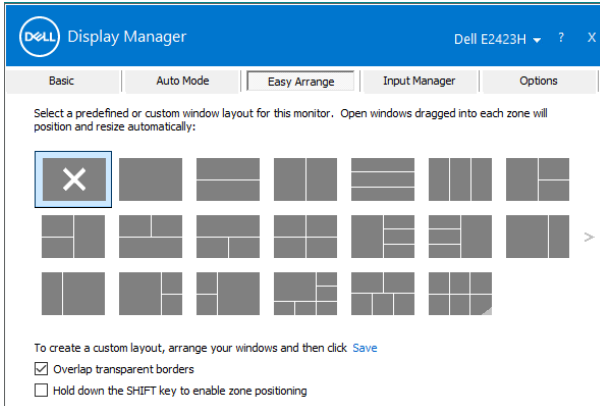 DELL Display Manager
Dell E2423H ? X
Basic Auto Mode Easy Arrange Input Manager Options
Select a predefined or custom window layout for this monitor. Open windows dragged into each zone will
position and resize automatically:
>
To create a custom layout, arrange your windows and then click Save
Overlap transparent borders
Hold down the SHIFT key to enable zone positioning